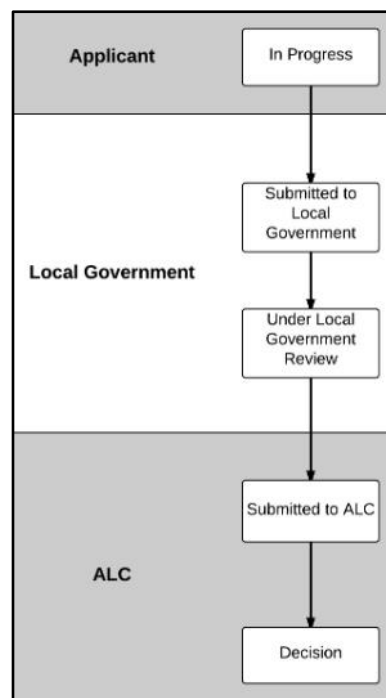 Applicant
In Progress
Submitted to
Local
Government
Local Government
Under Local
Government
Review
Submitted to ALC
ALC
Decision